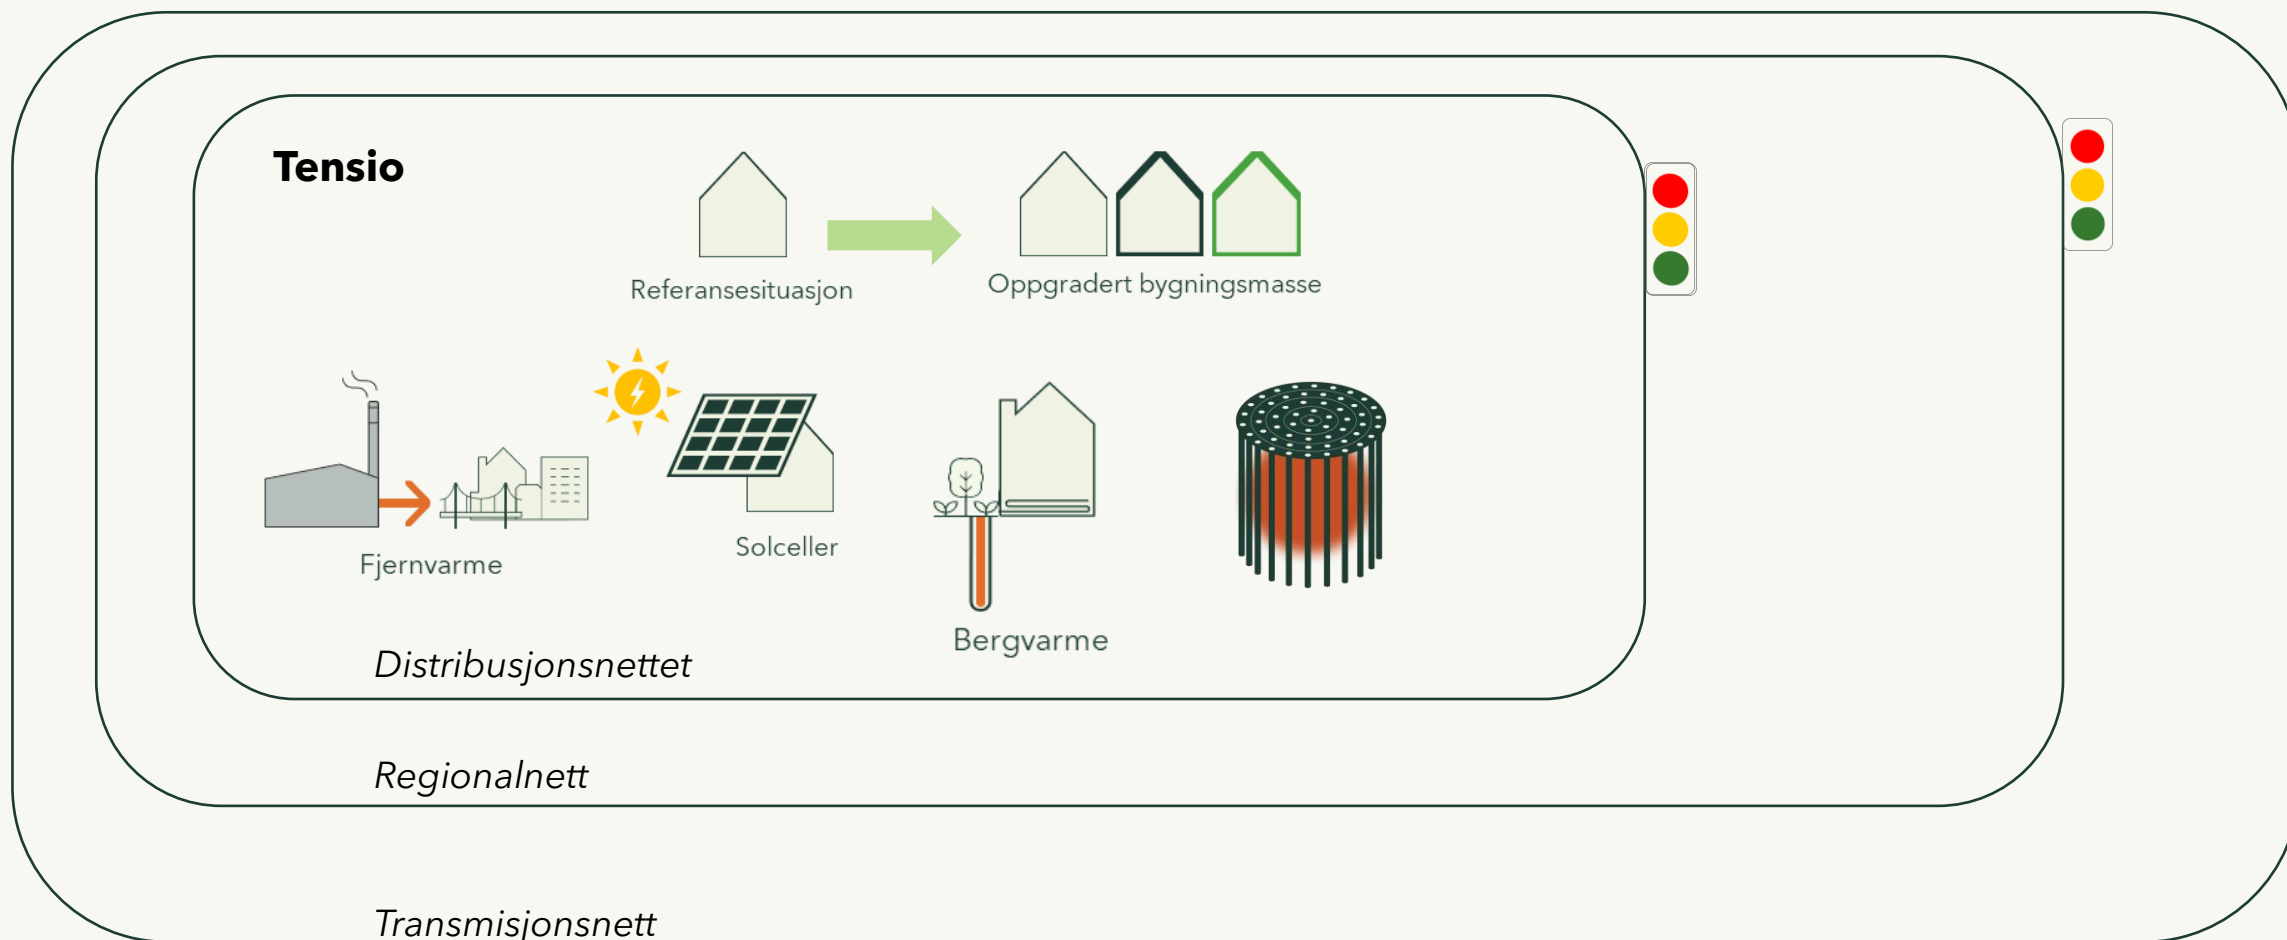 Tensio
Referansesituasjon
Oppgradert bygningsmasse
Fjernvarme
Solceller
Bergvarme
Distribusjonsnettet
Regionalnett
Transmisjonsnett